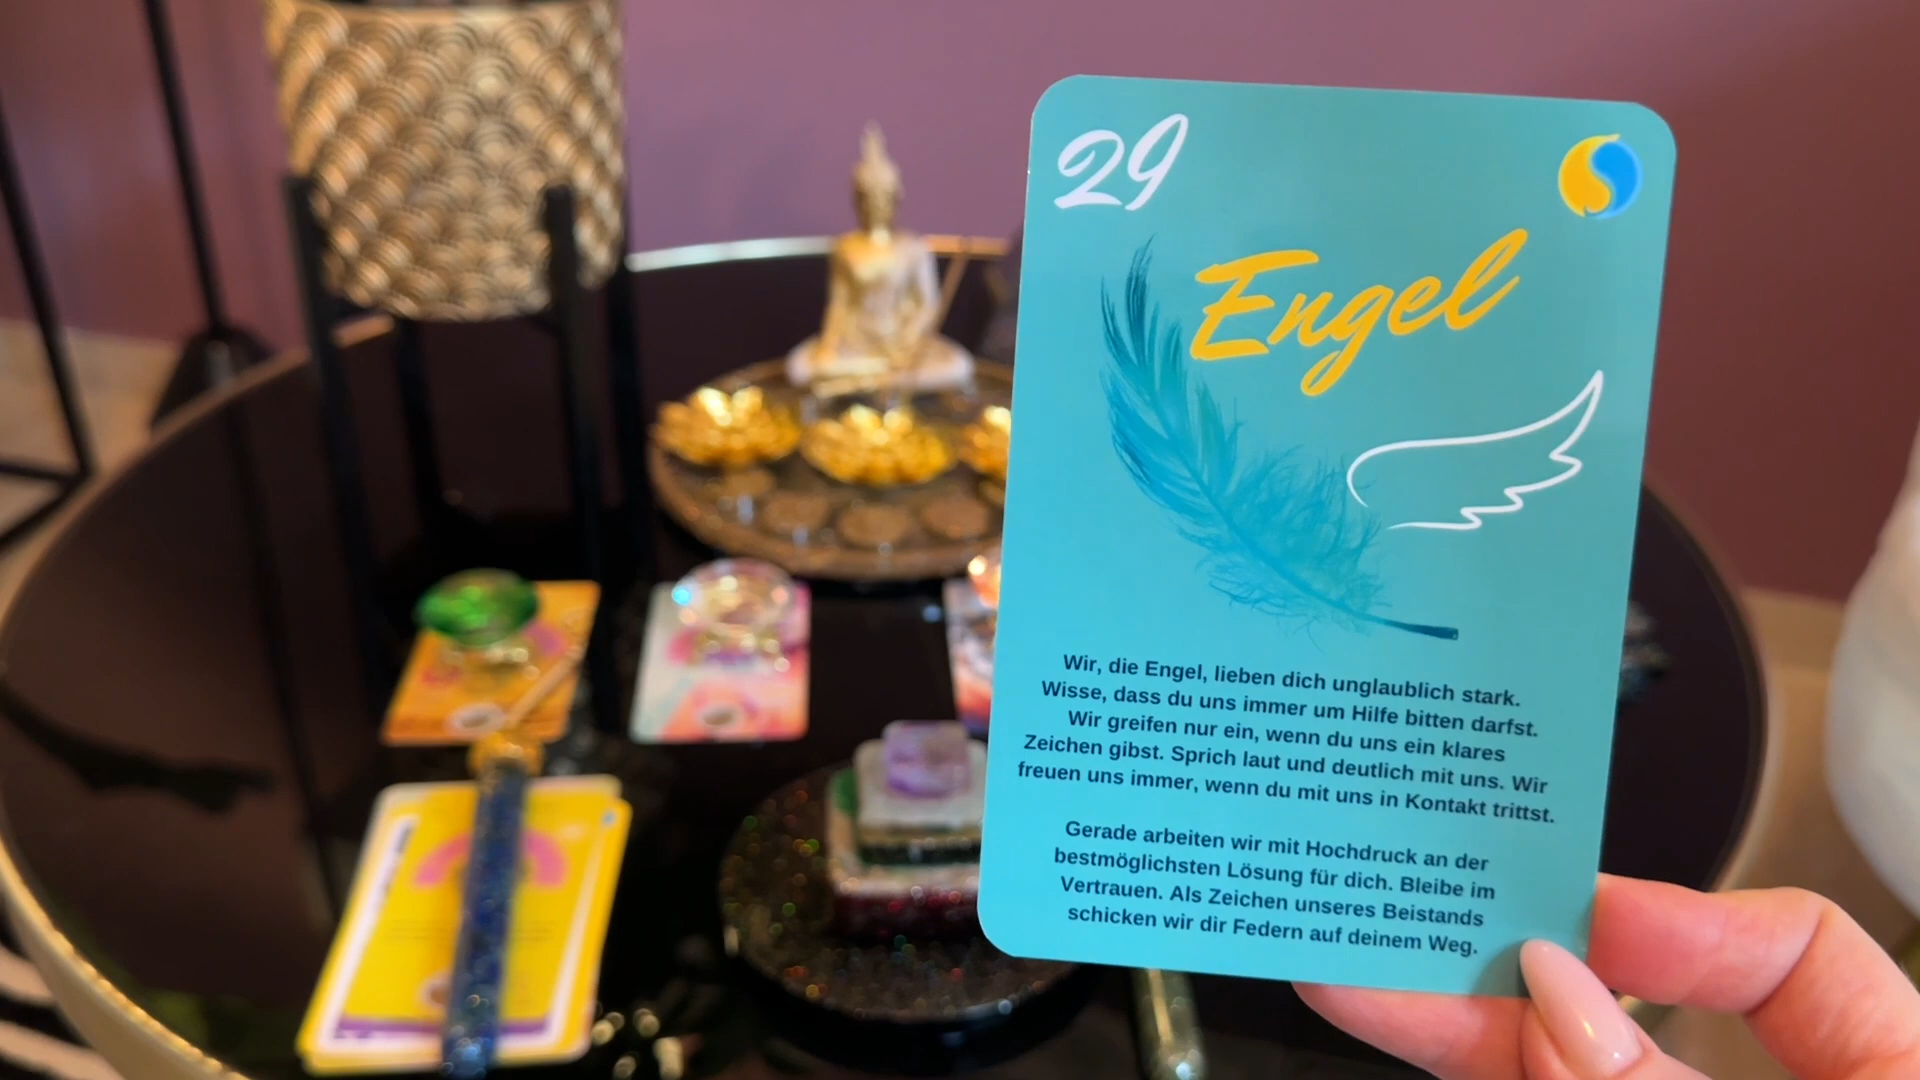 29
Engel
Wir, die Engel, lieben dich unglaublich stark.
Wisse, dass du uns immer um Hilfe bitten darfst.
Wir greifen nur ein, wenn du uns ein klares
Zeichen gibst. Sprich laut und deutlich mit uns. Wir
freuen uns immer, wenn du mit uns in Kontakt trittst.
Gerade arbeiten wir mit Hochdruck an der
bestmöglichsten Lösung für dich. Bleibe im
Vertrauen. Als Zeichen unseres Beistands
schicken wir dir Federn auf deinem Weg.